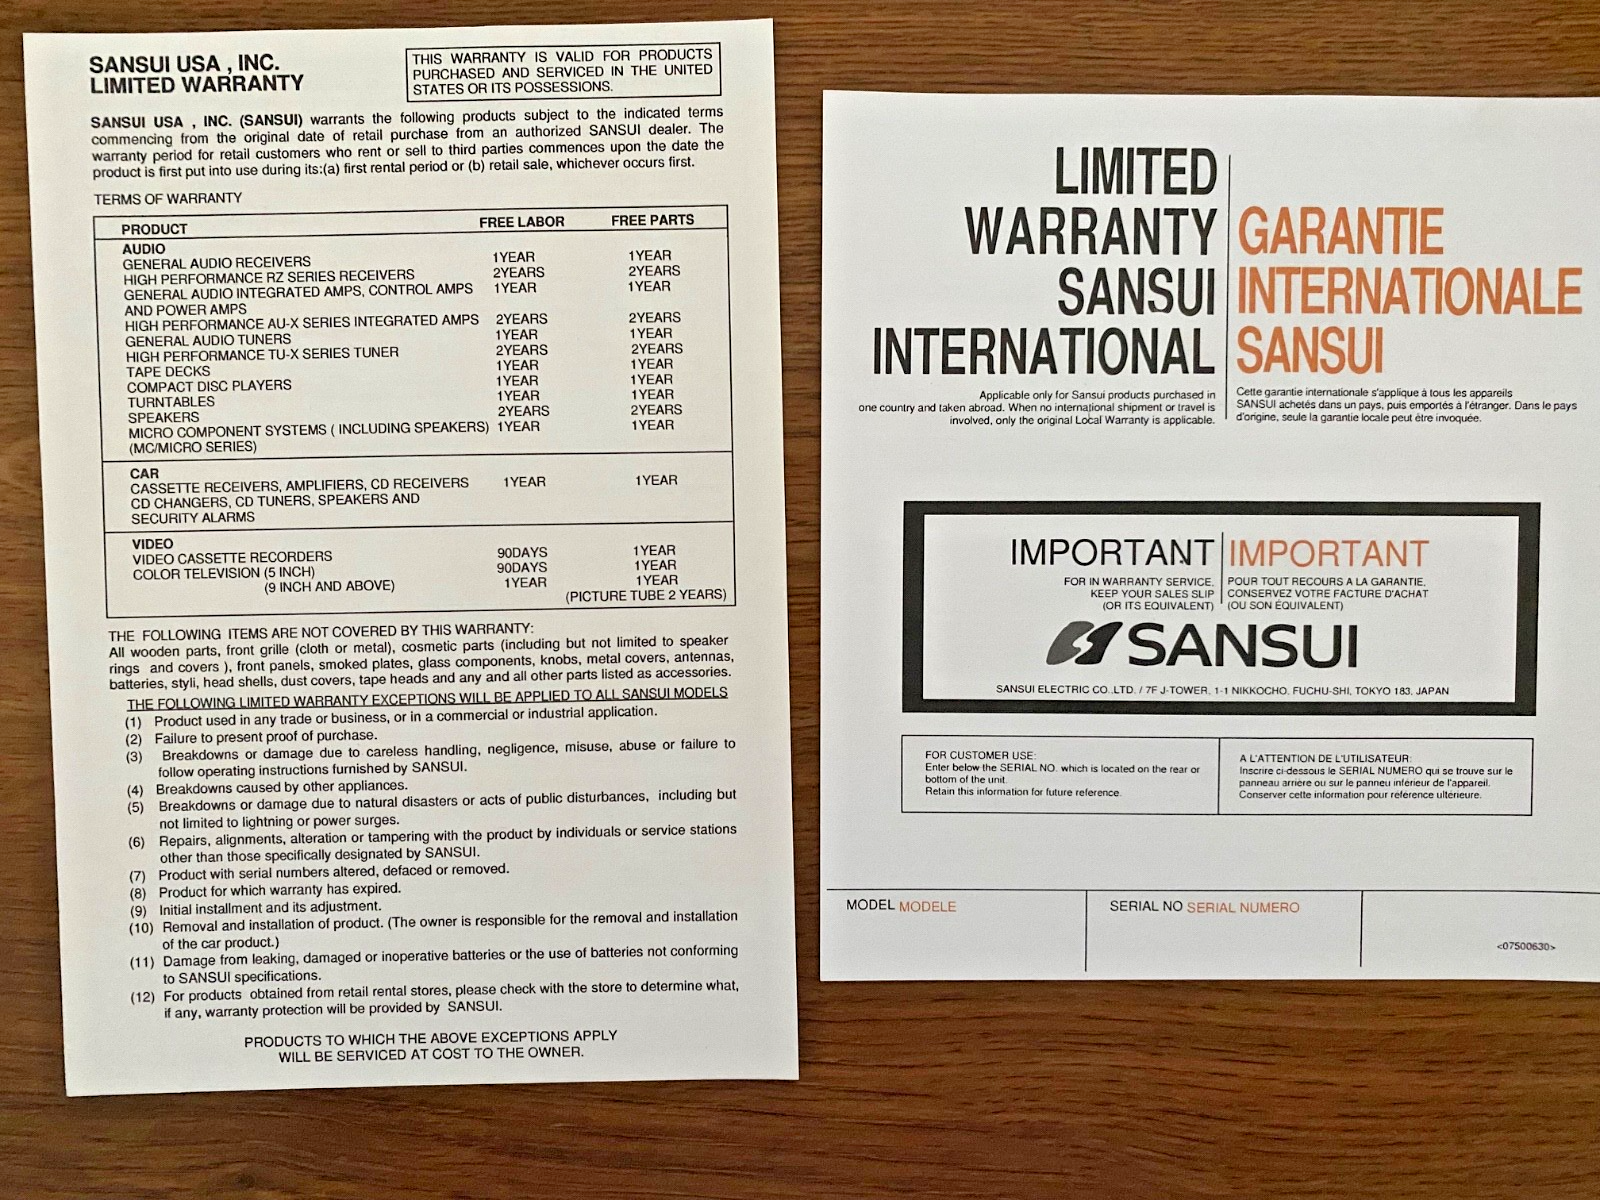 SANSUI USA , INC.
LIMITED WARRANTY
THIS WARRANTY IS VALID FOR PRODUCTS
PURCHASED AND SERVICED IN THE UNITED
STATES OR ITS POSSESSIONS.
SANSUI USA , INC. (SANSUI) warrants the following products subject to the indicated terms
commencing from the original date of retail purchase from an authorized SANSUI dealer. The
warranty period for retail customers who rent or sell to third parties commences upon the date the
product is first put into use during its:(a) first rental period or (b) retail sale, whichever occurs first.
TERMS OF WARRANTY
PRODUCT FREE LABOR FREE PARTS
AUDIO
GENERAL AUDIO RECEIVERS 1YEAR 1YEAR
HIGH PERFORMANCE RZ SERIES RECEIVERS 2YEARS 2YEARS
GENERAL AUDIO INTEGRATED AMPS, CONTROL AMPS 1YEAR 1YEAR
AND POWER AMPS
HIGH PERFORMANCE AU-X SERIES INTEGRATED AMPS 2YEARS 2YEARS
GENERAL AUDIO TUNERS 1YEAR 1YEAR
HIGH PERFORMANCE TU-X SERIES TUNER 2YEARS 2YEARS
TAPE DECKS 1YEAR 1YEAR
COMPACT DISC PLAYERS 1YEAR 1YEAR
TURNTABLES 1YEAR 1YEAR
SPEAKERS 2YEARS 2YEARS
MICRO COMPONENT SYSTEMS ( INCLUDING SPEAKERS) 1YEAR 1YEAR
(MC/MICRO SERIES)
CAR
CASSETTE RECEIVERS, AMPLIFIERS, CD RECEIVERS 1YEAR 1YEAR
CD CHANGERS, CD TUNERS, SPEAKERS AND
SECURITY ALARMS
VIDEO
VIDEO CASSETTE RECORDERS 90DAYS 1YEAR
COLOR TELEVISION (5 INCH) 90DAYS 1YEAR
(9 INCH AND ABOVE) 1YEAR 1YEAR
(PICTURE TUBE 2 YEARS)
THE FOLLOWING ITEMS ARE NOT COVERED BY THIS WARRANTY:
All wooden parts, front grille (cloth or metal), cosmetic parts (including but not limited to speaker
rings and covers ), front panels, smoked plates, glass components, knobs, metal covers, antennas,
batteries, styli, head shells, dust covers, tape heads and any and all other parts listed as accessories.
THE FOLLOWING LIMITED WARRANTY EXCEPTIONS WILL BE APPLIED TO ALL SANSUI MODELS
(1) Product used in any trade or business, or in a commercial or industrial application.
(2) Failure to present proof of purchase.
(3) Breakdowns or damage due to careless handling, negligence, misuse, abuse or failure to
follow operating instructions furnished by SANSUI.
(4) Breakdowns caused by other appliances.
(5) Breakdowns or damage due to natural disasters or acts of public disturbances, including but
not limited to lightning or power surges.
(6) Repairs, alignments, alteration or tampering with the product by individuals or service stations
other than those specifically designated by SANSUI.
(7) Product with serial numbers altered, defaced or removed.
(8) Product for which warranty has expired.
(9) Initial installment and its adjustment.
(10) Removal and installation of product. (The owner is responsible for the removal and installation
of the car product.)
(11) Damage from leaking, damaged or inoperative batteries or the use of batteries not conforming
to SANSUI specifications.
(12) For products obtained from retail rental stores, please check with the store to determine what,
if any, warranty protection will be provided by SANSUI.
PRODUCTS TO WHICH THE ABOVE EXCEPTIONS APPLY
WILL BE SERVICED AT COST TO THE OWNER.
LIMITED
WARRANTY
SANSUI
INTERNATIONAL
GARANTIE
INTERNATIONALE
SANSUI
Applicable only for Sansui products purchased in
one country and taken abroad. When no international shipment or travel is
involved, only the original Local Warranty is applicable.
Cette garantie internationale s'applique à tous les appareils
SANSUI achetés dans un pays, puis emportés à l'étranger. Dans le pays
d'origine, seule la garantie locale peut être invoquée.
IMPORTANT
FOR IN WARRANTY SERVICE,
KEEP YOUR SALES SLIP
(OR ITS EQUIVALENT)
IMPORTANT
POUR TOUT RECOURS A LA GARANTIE,
CONSERVEZ VOTRE FACTURE D'ACHAT
(OU SON ÉQUIVALENT)
SANSUI
SANSUI ELECTRIC CO.,LTD. / 7F J-TOWER, 1-1 NIKKOCHO, FUCHU-SHI, TOKYO 183, JAPAN
FOR CUSTOMER USE:
Enter below the SERIAL NO. which is located on the rear or
bottom of the unit.
Retain this information for future reference.
A L'ATTENTION DE L'UTILISATEUR:
Inscrire ci-dessous le SERIAL NUMERO qui se trouve sur le
panneau arriere ou sur le panneu inférieur de l'appareil.
Conserver cette information pour référence ultérieure.
MODEL MODELE
SERIAL NO SERIAL NUMERO
<07500630>